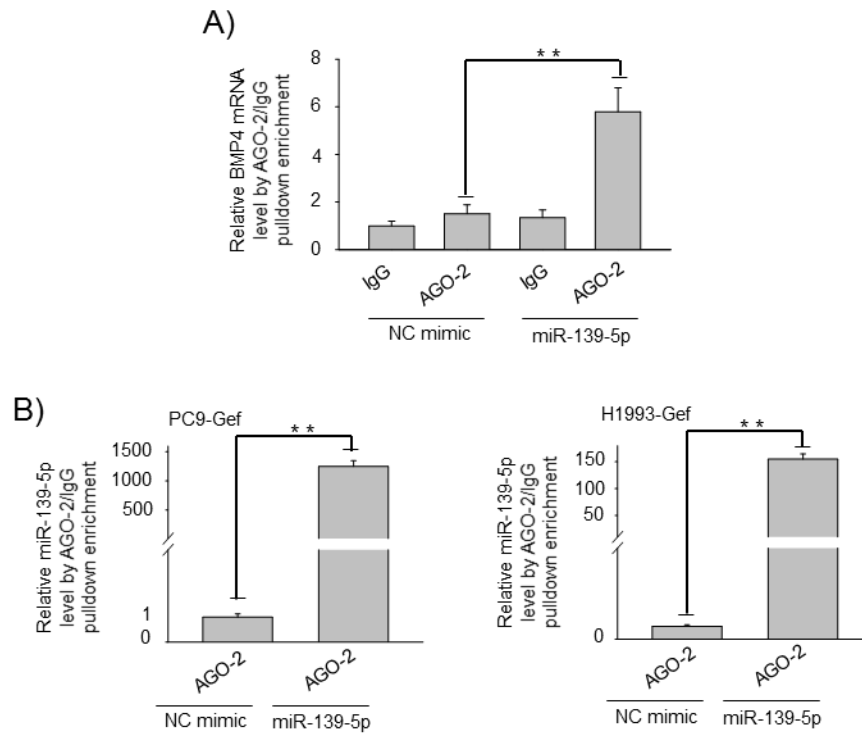 A)
Relative BMP4 mRNA
level by AGO-2/IgG
pulldown enrichment
8
6
4
2
0
* *
IgG
AGO-2
IgG
AGO-2
NC mimic
miR-139-5p
B)
PC9-Gef
Relative miR-139-5p
level by AGO-2/IgG
pulldown enrichment
1500
1000
500
1
0
* *
AGO-2
AGO-2
NC mimic
miR-139-5p
H1993-Gef
Relative miR-139-5p
level by AGO-2/IgG
pulldown enrichment
150
50
0
* *
AGO-2
AGO-2
NC mimic
miR-139-5p